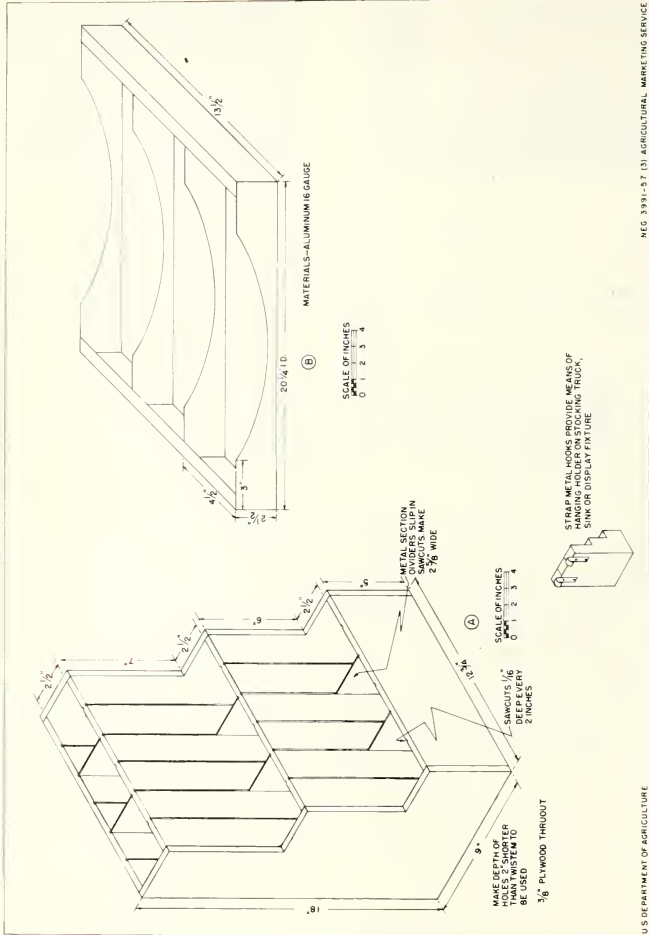 2 1/2"
7"
2 1/2"
6"
2 1/2"
5"
18"
9"
12 3/4
MAKE DEPTH OF
HOLES 2" SHORTER
THAN TWISTEM TO
BE USED
3/8" PLYWOOD THRUOUT
SAWCUTS 1/16"
DEEP EVERY
2 INCHES
METAL SECTION
DIVIDERS SLIP IN
SAWCUTS. MAKE
WIDE
A
SCALE OF INCHES
0 1 2 3 4
STRAP METAL HOOKS PROVIDE MEANS OF
HANGING HOLDER ON STOCKING TRUCK,
SINK OR DISPLAY FIXTURE
13 1/2"
4 1/2"
3"
2 1/2"
20 1/4 I D
B
MATERIALS-ALUMINUM 16 GAUGE
SCALE OF INCHES
0 1 2 3 4
U S DEPARTMENT OF AGRICULTURE
NEG. 3991-57 (3) AGRICULTURAL MARKETING SERVICE